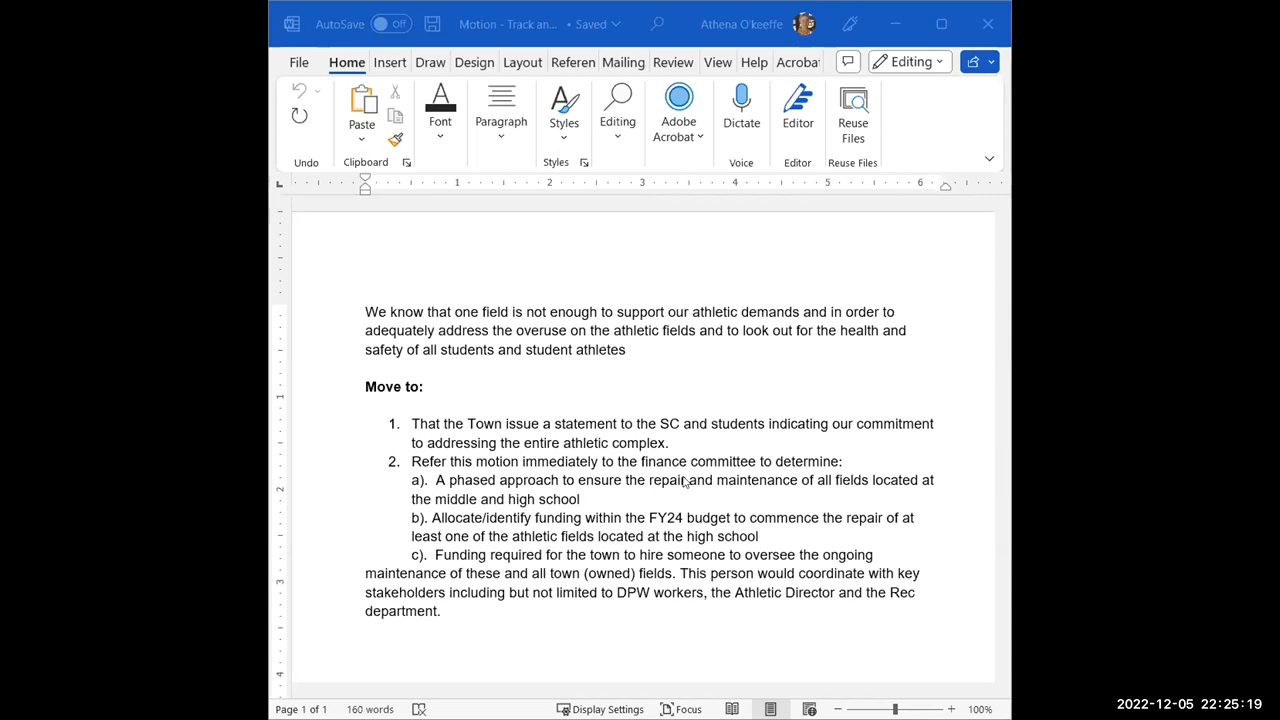 AutoSave Off Motion - Track an... • Saved Athena O'keeffe
File Home Insert Draw Design Layout Referen Mailing Review View Help Acrobat Editing
Paste Font Paragraph Styles Editing Adobe Acrobat Dictate Editor Reuse Files
Undo Clipboard Styles Voice Editor Reuse Files
1 2 3 4 5 6
We know that one field is not enough to support our athletic demands and in order to
adequately address the overuse on the athletic fields and to look out for the health and
safety of all students and student athletes
Move to:
1. That the Town issue a statement to the SC and students indicating our commitment
to addressing the entire athletic complex.
2. Refer this motion immediately to the finance committee to determine:
a). A phased approach to ensure the repair and maintenance of all fields located at
the middle and high school
b). Allocate/identify funding within the FY24 budget to commence the repair of at
least one of the athletic fields located at the high school
c). Funding required for the town to hire someone to oversee the ongoing
maintenance of these and all town (owned) fields. This person would coordinate with key
stakeholders including but not limited to DPW workers, the Athletic Director and the Rec
department.
1
2
3
4
Page 1 of 1 160 words Display Settings Focus 100%
2022-12-05 22:25:19